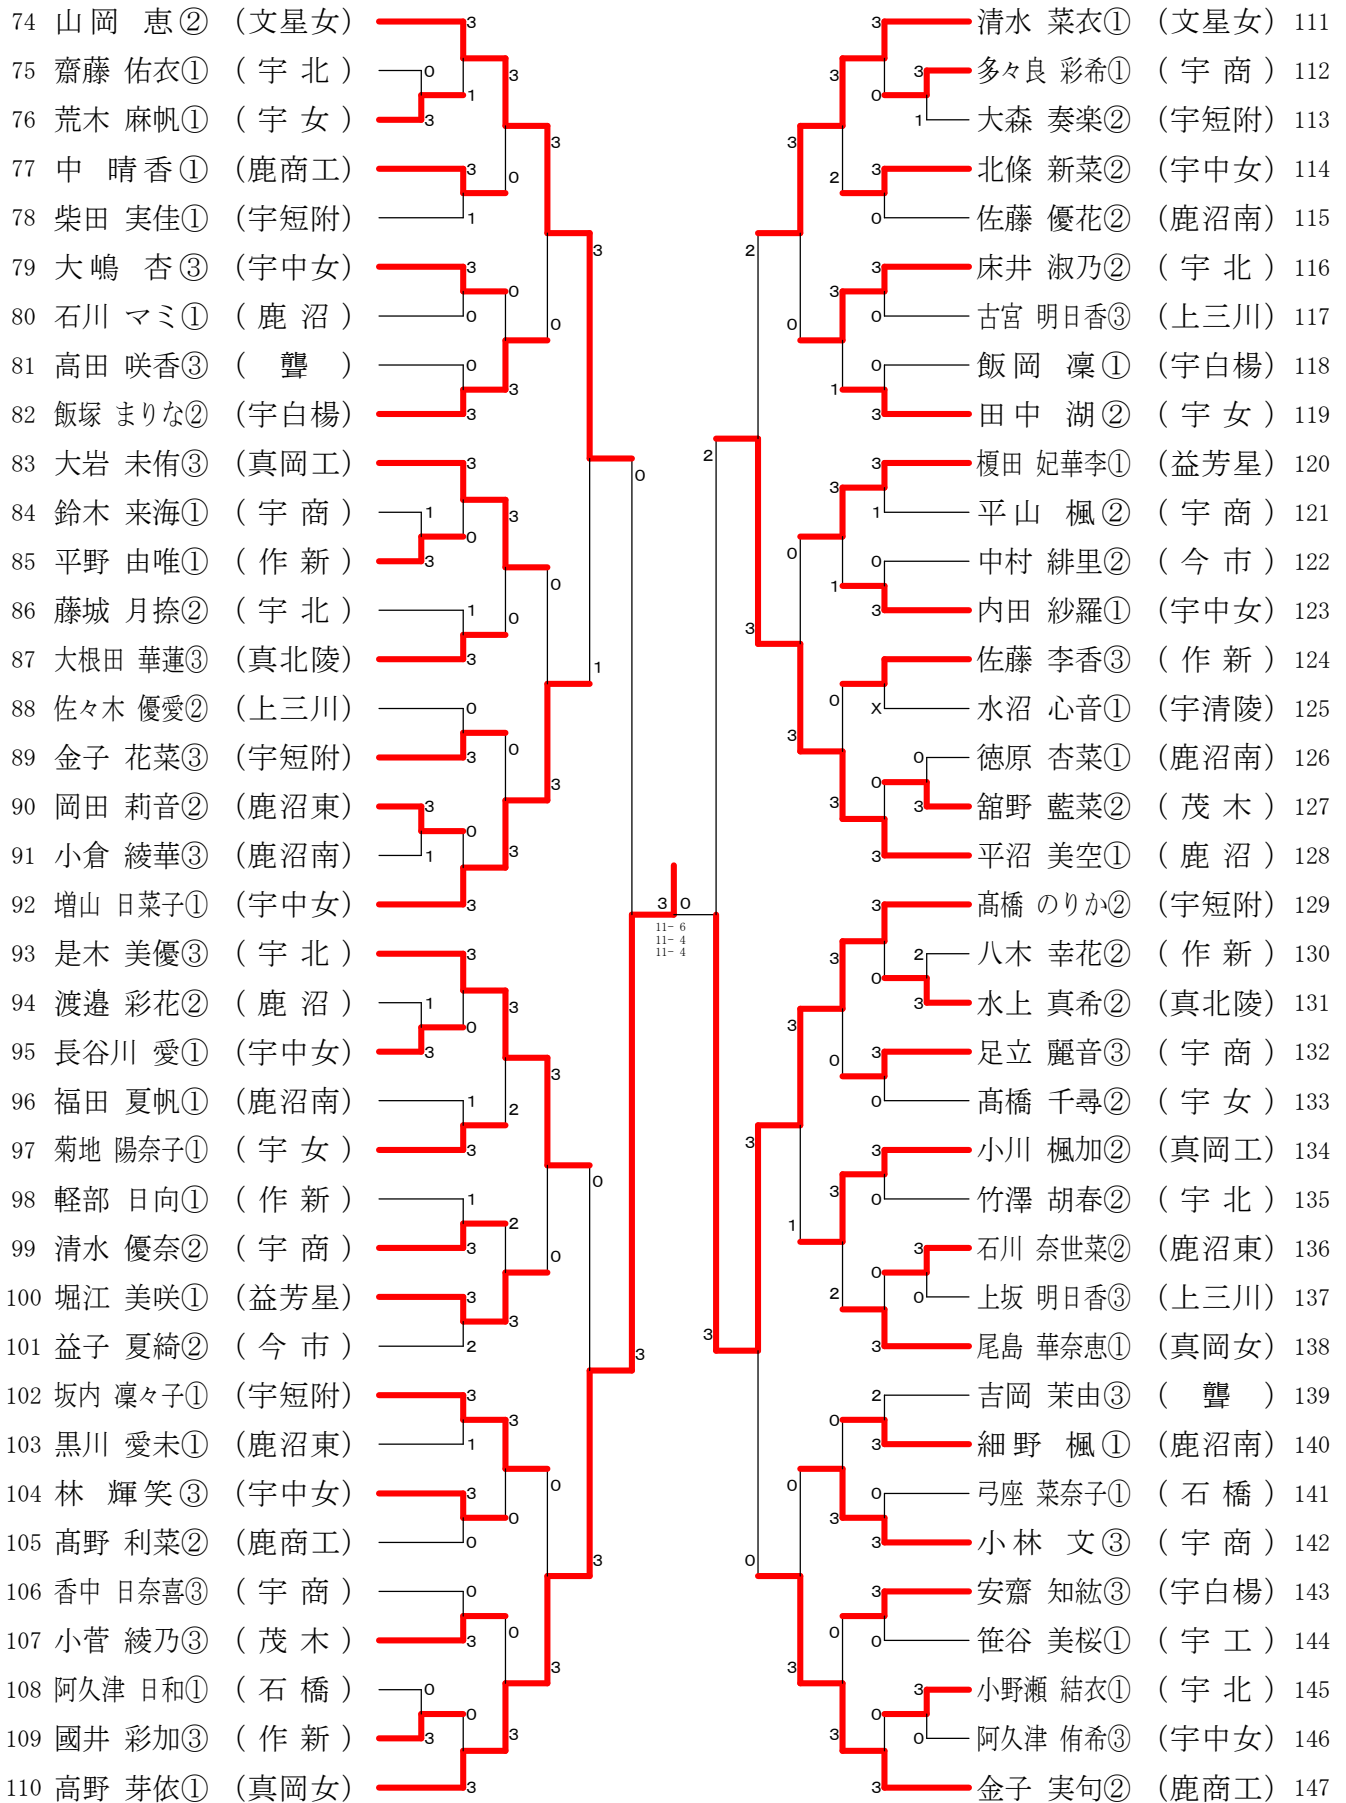 74 山岡 恵② (文星女)
75 齋藤 佑衣① (宇 北)
76 荒木 麻帆① (宇 女)
77 中 晴香① (鹿商工)
78 柴田 実佳① (宇短附)
79 大嶋 杏③ (宇中女)
80 石川 マミ① (鹿 沼)
81 高田 咲香③ (聾)
82 飯塚 まりな② (宇白楊)
83 大岩 未侑③ (真岡工)
84 鈴木 来海① (宇 商)
85 平野 由唯① (作 新)
86 藤城 月捺② (宇 北)
87 大根田 華蓮③ (真北陵)
88 佐々木 優愛② (上三川)
89 金子 花菜③ (宇短附)
90 岡田 莉音② (鹿沼東)
91 小倉 綾華③ (鹿沼南)
92 増山 日菜子① (宇中女)
93 是木 美優③ (宇 北)
94 渡邉 彩花② (鹿 沼)
95 長谷川 愛① (宇中女)
96 福田 夏帆① (鹿沼南)
97 菊地 陽奈子① (宇 女)
98 軽部 日向① (作 新)
99 清水 優奈② (宇 商)
100 堀江 美咲① (益芳星)
101 益子 夏綺② (今 市)
102 坂内 凜々子① (宇短附)
103 黒川 愛未① (鹿沼東)
104 林 輝笑③ (宇中女)
105 髙野 利菜② (鹿商工)
106 香中 日奈喜③ (宇 商)
107 小菅 綾乃③ (茂 木)
108 阿久津 日和① (石 橋)
109 國井 彩加③ (作 新)
110 高野 芽依① (真岡女)
3 0
11- 6
11- 4
11- 4
清水 菜衣① (文星女) 111
多々良 彩希① (宇 商) 112
大森 奏楽② (宇短附) 113
北條 新菜② (宇中女) 114
佐藤 優花② (鹿沼南) 115
床井 淑乃② (宇 北) 116
古宮 明日香③ (上三川) 117
飯岡 凜① (宇白楊) 118
田中 湖② (宇 女) 119
榎田 妃華李① (益芳星) 120
平山 楓② (宇 商) 121
中村 緋里② (今 市) 122
内田 紗羅① (宇中女) 123
佐藤 李香③ (作 新) 124
水沼 心音① (宇清陵) 125
徳原 杏菜① (鹿沼南) 126
舘野 藍菜② (茂 木) 127
平沼 美空① (鹿 沼) 128
髙橋 のりか② (宇短附) 129
八木 幸花② (作 新) 130
水上 真希② (真北陵) 131
足立 麗音③ (宇 商) 132
髙橋 千尋② (宇 女) 133
小川 楓加② (真岡工) 134
竹澤 胡春② (宇 北) 135
石川 奈世菜② (鹿沼東) 136
上坂 明日香③ (上三川) 137
尾島 華奈恵① (真岡女) 138
吉岡 茉由③ (聾) 139
細野 楓① (鹿沼南) 140
弓座 菜奈子① (石 橋) 141
小林 文③ (宇 商) 142
安齋 知紘③ (宇白楊) 143
笹谷 美桜① (宇 工) 144
小野瀬 結衣① (宇 北) 145
阿久津 侑希③ (宇中女) 146
金子 実句② (鹿商工) 147